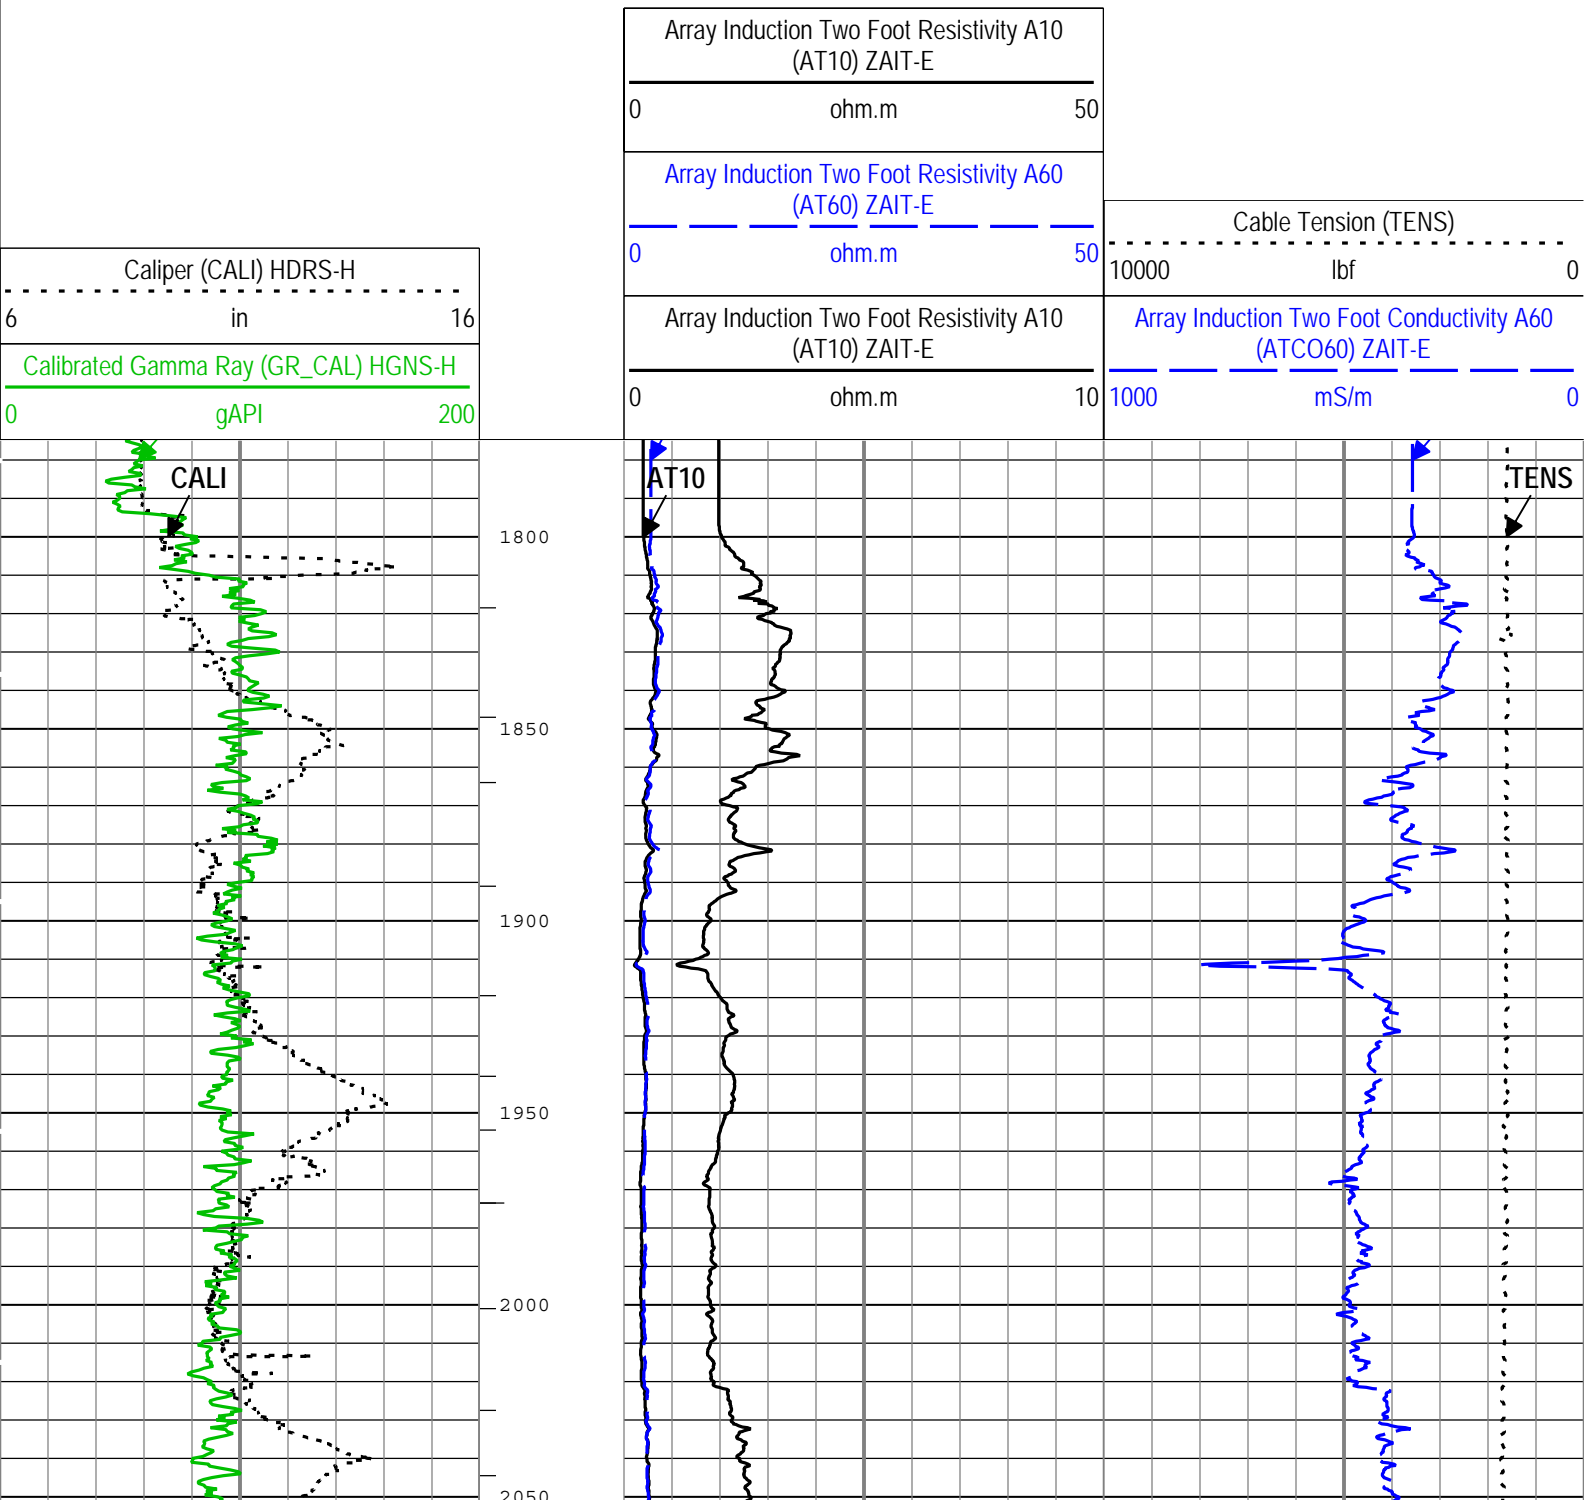 Array Induction Two Foot Resistivity A10
(AT10) ZAIT-E
0 ohm.m 50
Array Induction Two Foot Resistivity A60
(AT60) ZAIT-E
0 ohm.m 50
Array Induction Two Foot Resistivity A10
(AT10) ZAIT-E
0 ohm.m 10
Cable Tension (TENS)
10000 lbf 0
Array Induction Two Foot Conductivity A60
(ATCO60) ZAIT-E
1000 mS/m 0
Caliper (CALI) HDRS-H
6 in 16
Calibrated Gamma Ray (GR_CAL) HGNS-H
0 gAPI 200
CALI
AT10
TENS
1800
1850
1900
1950
2000
2050